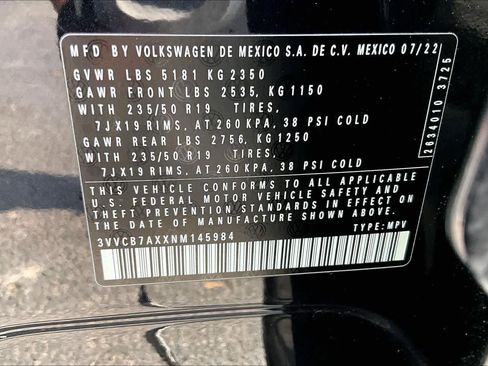 MFD BY VOLKSWAGEN DE MEXICO S.A. DE C.V. MEXICO 07/22
GVWR LBS 5181 KG 2350
GAWR FRONT LBS 2535, KG 1150
WITH 235/50 R19 TIRES,
7JX19 RIMS, AT 260 KPA, 38 PSI COLD
GAWR REAR LBS 2756, KG 1250
WITH 235/50 R19 TIRES,
7JX19 RIMS, AT 260 KPA, 38 PSI COLD
THIS VEHICLE CONFORMS TO ALL APPLICABLE
U.S. FEDERAL MOTOR VEHICLE SAFETY AND
THEFT PREVENTION STANDARDS IN EFFECT ON
THE DATE OF MANUFACTURE SHOWN ABOVE.
3VVCB7AXXNM145984 TYPE: MPV
2634010 3725